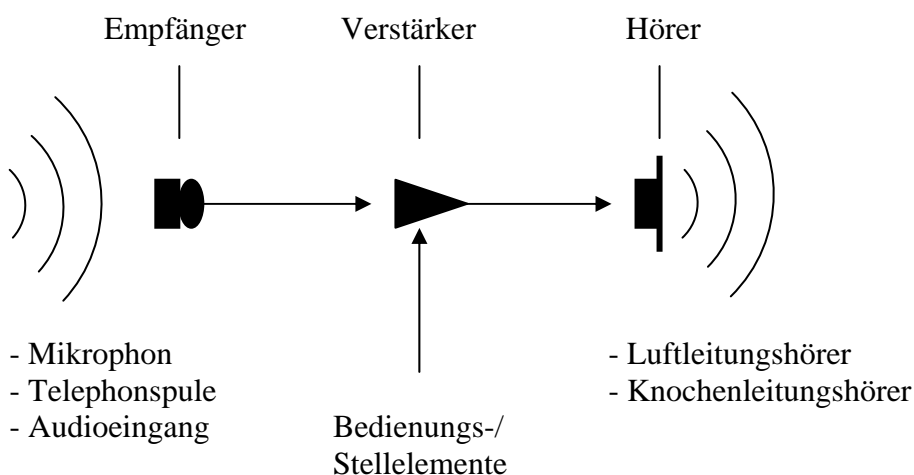 Empfänger
Verstärker
Hörer
- Mikrophon
- Telephonspule
- Audioeingang
Bedienungs-/
Stellelemente
- Luftleitungshörer
- Knochenleitungshörer